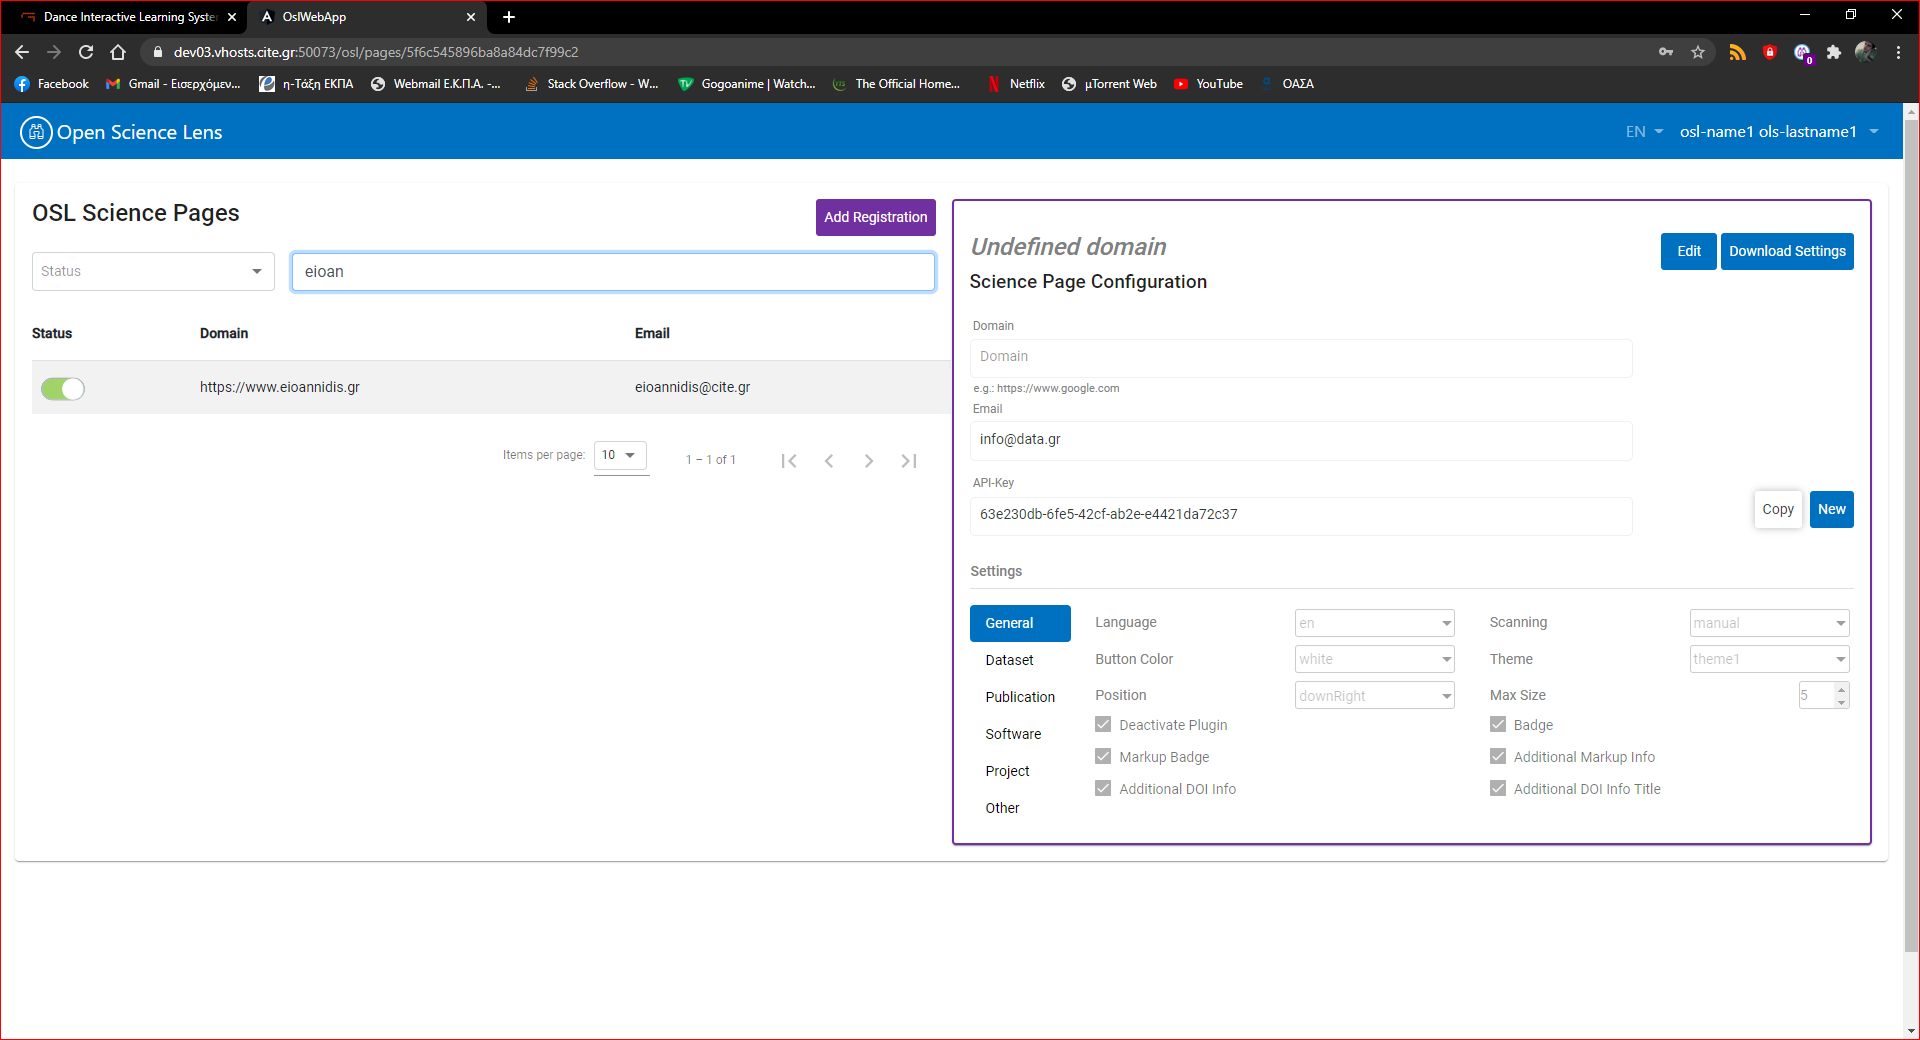 Dance Interactive Learning Syste
OslWebApp
dev03.vhosts.cite.gr:50073/osl/pages/5f6c545896ba8a84dc7f99c2
0
Facebook
Gmail - Εισερχόμεν...
η-Τάξη ΕΚΠΑ
Webmail Ε.Κ.Π.Α. -...
Stack Overflow - W...
Gogoanime | Watch...
The Official Home...
Netflix
μTorrent Web
YouTube
ΟΑΣΑ
Open Science Lens
EN
osl-name1 ols-lastname1
OSL Science Pages
Add Registration
Status
eioan
Status Domain Email
https://www.eioannidis.gr eioannidis@cite.gr
Items per page: 10 1 – 1 of 1
Undefined domain
Edit
Download Settings
Science Page Configuration
Domain
Domain
e.g.: https://www.google.com
Email
info@data.gr
API-Key
63e230db-6fe5-42cf-ab2e-e4421da72c37
Copy
New
Settings
General
Dataset
Publication
Software
Project
Other
Language en Scanning manual
Button Color white Theme theme1
Position downRight Max Size 5
Deactivate Plugin Badge
Markup Badge Additional Markup Info
Additional DOI Info Additional DOI Info Title